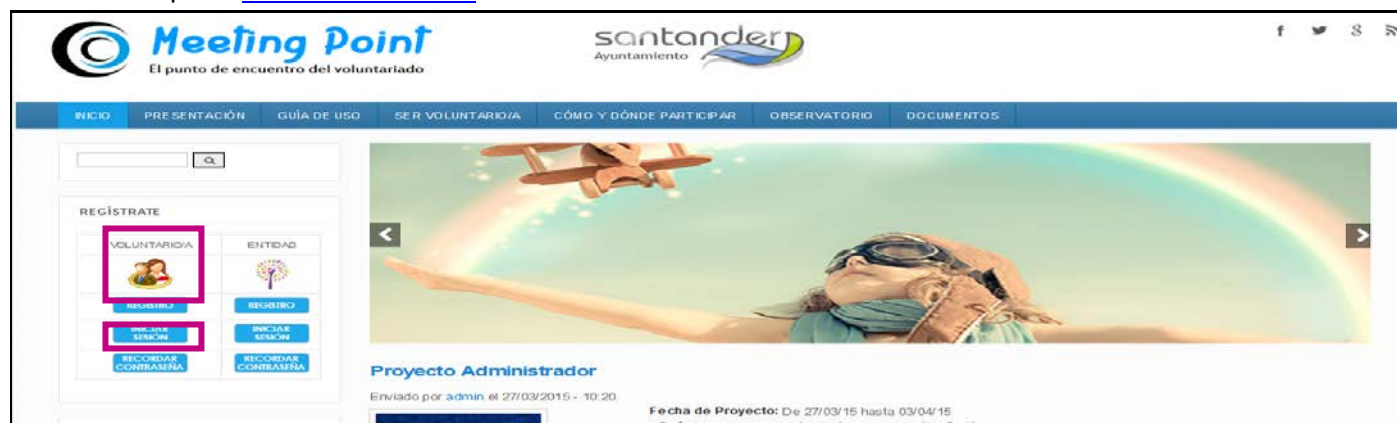 Meeting Point
El punto de encuentro del voluntariado
santander
Ayuntamiento
INICIO PRESENTACIÓN GUÍA DE USO SER VOLUNTARIO/A CÓMO Y DÓNDE PARTICIPAR OBSERVATORIO DOCUMENTOS
REGÍSTRATE
VOLUNTARIO/A ENTIDAD
REGISTRO REGISTRO
INICIAR SESIÓN INICIAR SESIÓN
RECORDAR CONTRASEÑA RECORDAR CONTRASEÑA
Proyecto Administrador
Enviado por admin el 27/03/2015 - 10:20
Fecha de Proyecto: De 27/03/15 hasta 03/04/15